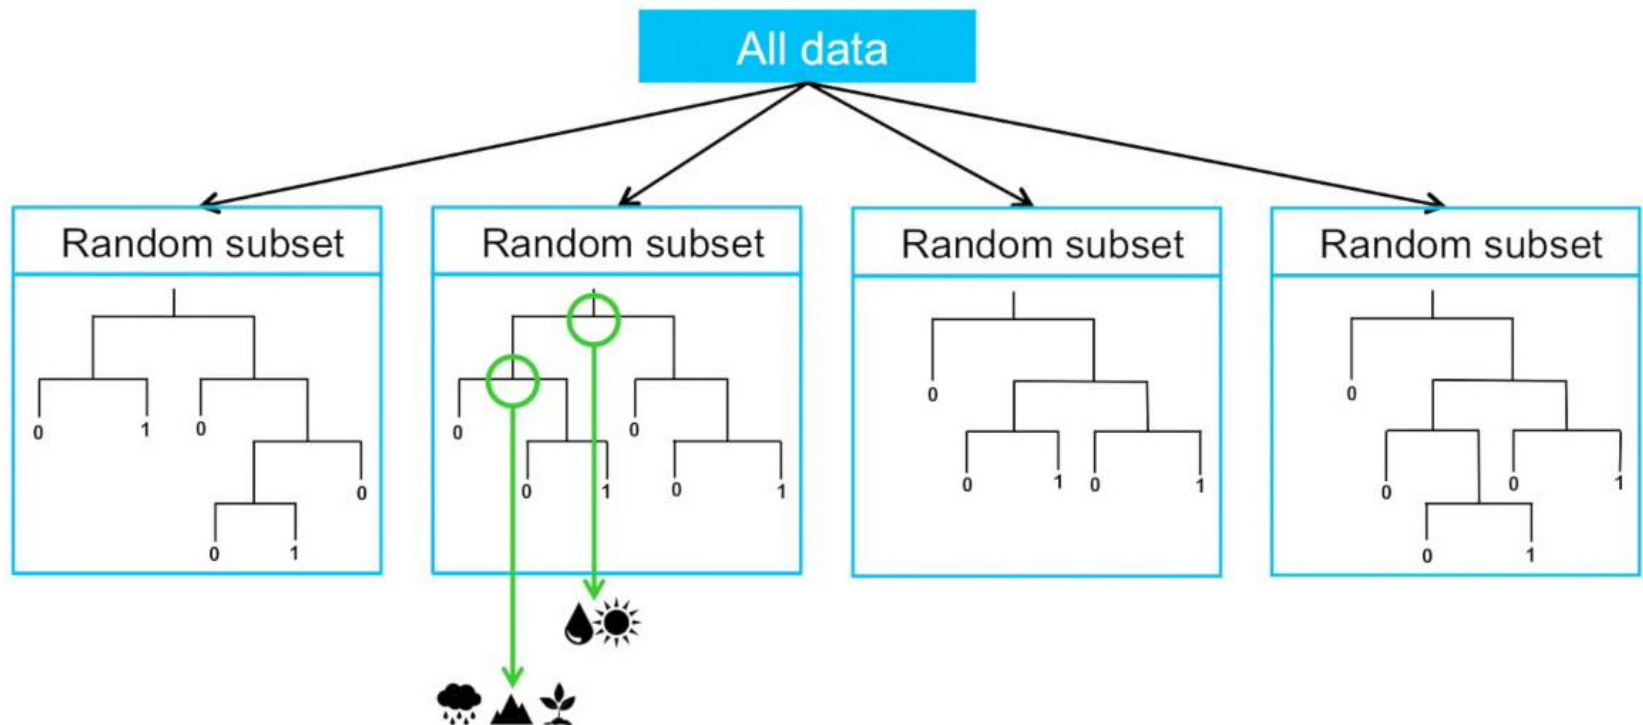 All data
Random subset Random subset Random subset Random subset
0 0
0 1 0 0 0 0 1 0 1 0 0 1
0 0 1 0 1
0 1 0 1